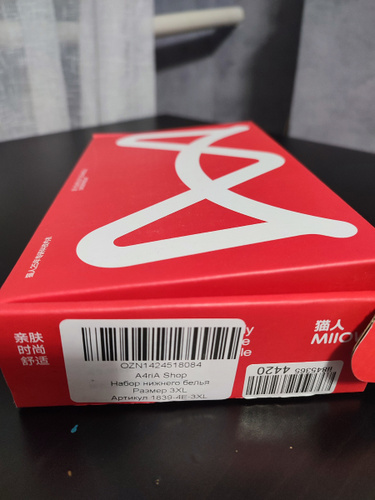 亲肤
时尚
舒适
OZN1424518084
A4riA Shop
Набор нижнего белья
Размер 3XL
Артикул 1839-4E-3XL
猫人
MIIOW
4420